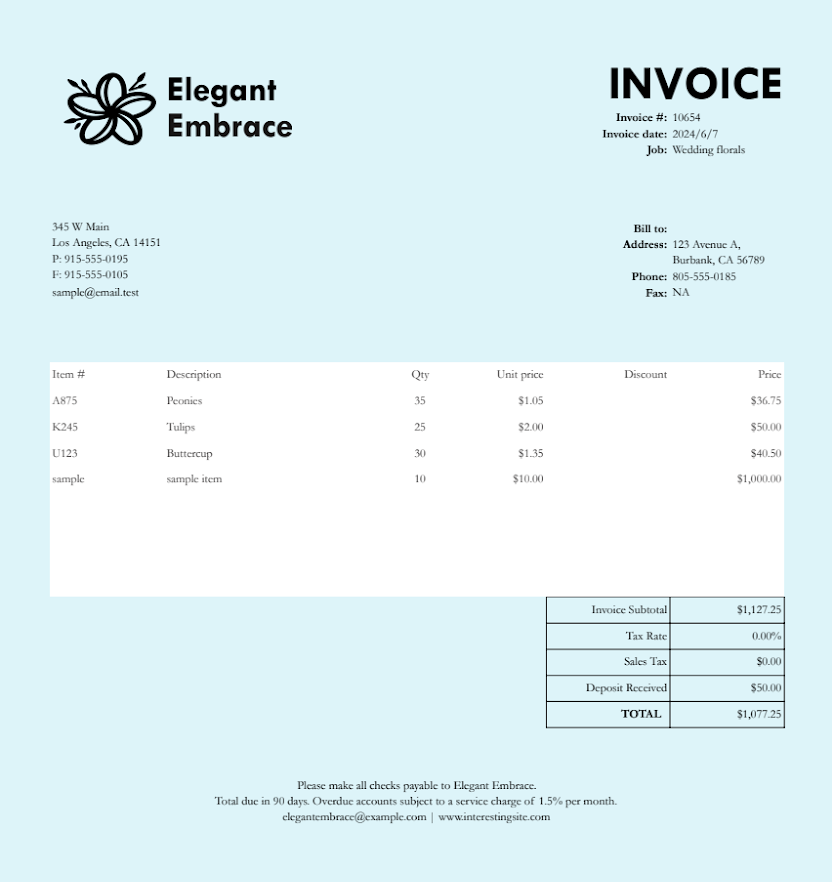 Elegant
Embrace
INVOICE
Invoice #: 10654
Invoice date: 2024/6/7
Job: Wedding florals
345 W Main
Los Angeles, CA 14151
P: 915-555-0195
F: 915-555-0105
sample@email.test
Bill to:
Address: 123 Avenue A,
Burbank, CA 56789
Phone: 805-555-0185
Fax: NA
Item # Description Qty Unit price Discount Price
A875 Peonies 35 $1.05 $36.75
K245 Tulips 25 $2.00 $50.00
U123 Buttercup 30 $1.35 $40.50
sample sample item 10 $10.00 $1,000.00
Invoice Subtotal $1,127.25
Tax Rate 0.00%
Sales Tax $0.00
Deposit Received $50.00
TOTAL $1,077.25
Please make all checks payable to Elegant Embrace.
Total due in 90 days. Overdue accounts subject to a service charge of 1.5% per month.
elegantembrace@example.com | www.interestingsite.com